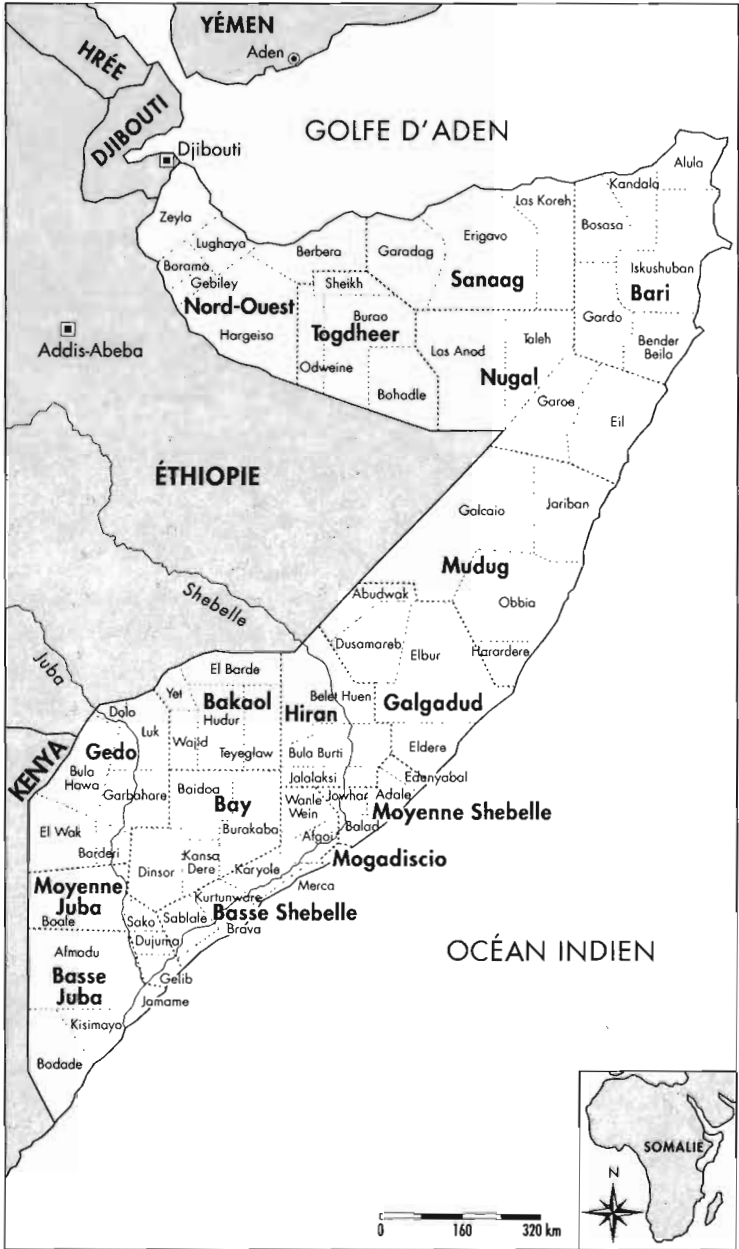 YÉMEN
Aden
HRÉE
DJIBOUTI
Djibouti
GOLFE D'ADEN
Alula
Kandala
Las Koreh
Zeyla
Bosasa
Erigavo
Lughaya
Berbera
Garadag
Borama
Iskushuban
Gebiley
Sheikh
Sanaag
Bari
Nord-Ouest
Burao
Gardo
Togdheer
Hargeisa
Taleh
Bender
Beila
Addis-Abeba
Las Anod
Odweine
Nugal
Bohadle
Garoe
Eil
ÉTHIOPIE
Jariban
Galcaio
Mudug
Shebelle
Abudwak
Obbia
Juba
Dusamareb
Elbur
Harardere
El Barde
Yet
Bakaol
Hiran
Belet Huen
Galgadud
Dolo
Luk
Hudur
KENYA
Gedo
Wajid
Teyegław
Bula Burti
Eldere
Bula
Hawa
Jalalaksi
Edenyabal
Garbahare
Baidoa
Wanle
Wein
Jowhar
Adale
Bay
Moyenne Shebelle
El Wak
Burakaba
Balad
Afgoi
Barderi
Kansa
Dere
Mogadiscio
Dinsor
Karyole
Merca
Moyenne
Juba
Kurtunware
Basse Shebelle
Boale
Sako
Sablale
Brava
Dujuma
OCÉAN INDIEN
Afmadu
Basse
Juba
Gelib
Jamame
Kisimayo
Bodade
SOMALIE
N
0 160 320 km